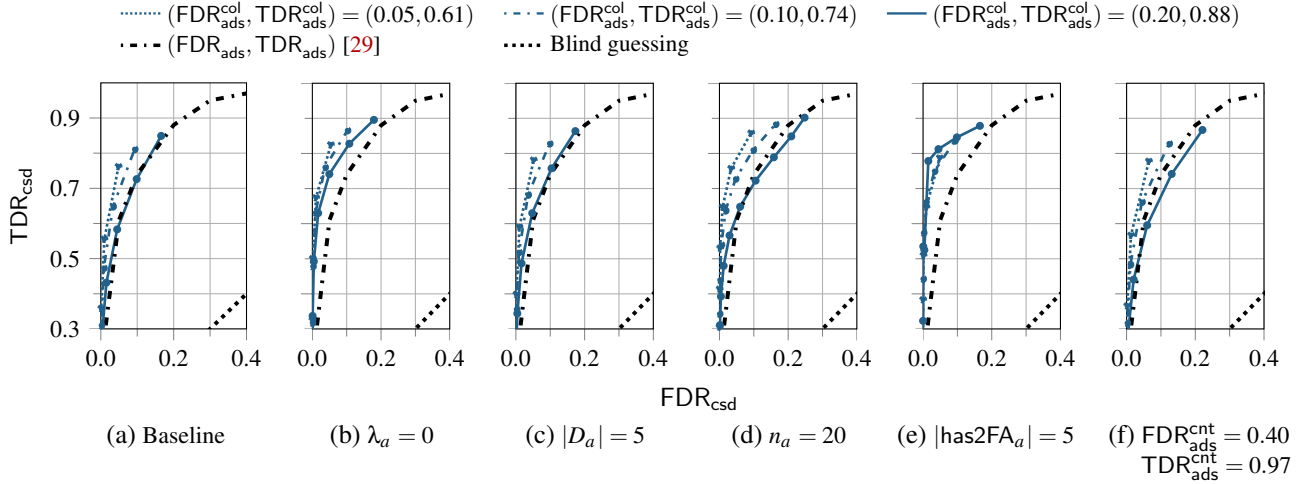 (FDR^col_ads, TDR^col_ads) = (0.05, 0.61) (FDR^col_ads, TDR^col_ads) = (0.10, 0.74) (FDR^col_ads, TDR^col_ads) = (0.20, 0.88)
(FDR_ads, TDR_ads) [29] Blind guessing
TDR_csd
0.9
0.7
0.5
0.3
0.0 0.2 0.4 0.0 0.2 0.4 0.0 0.2 0.4 0.0 0.2 0.4 0.0 0.2 0.4 0.0 0.2 0.4
FDR_csd
(a) Baseline (b) λ_a = 0 (c) |D_a| = 5 (d) n_a = 20 (e) |has2FA_a| = 5 (f) FDR^cnt_ads = 0.40
TDR^cnt_ads = 0.97